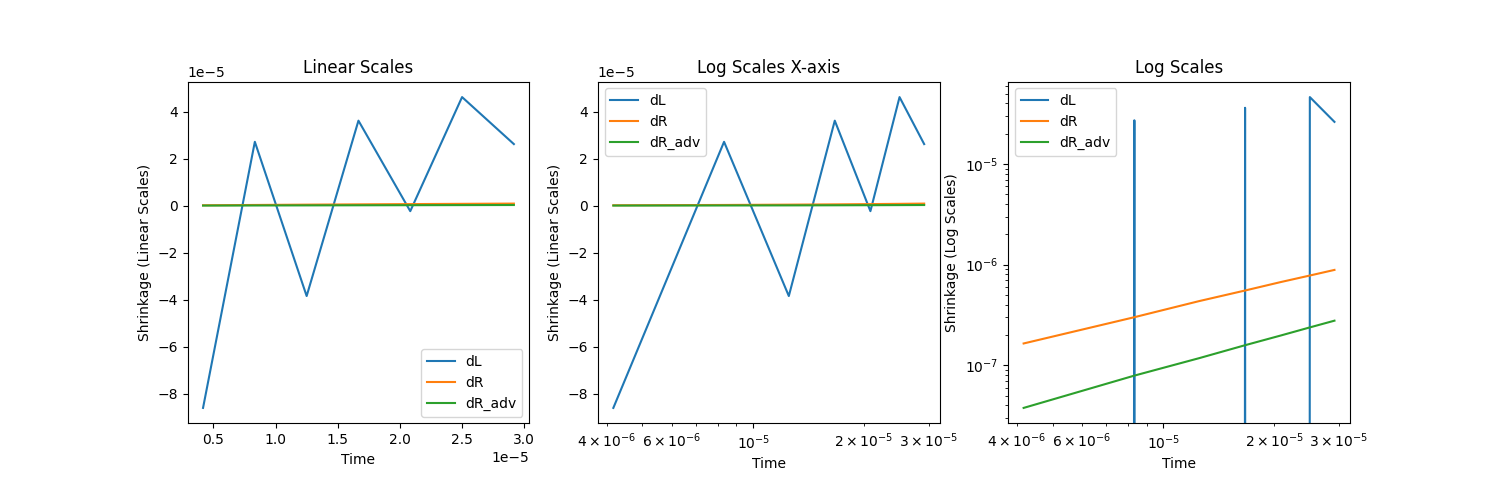 Linear Scales
1e−5
Shrinkage (Linear Scales)
4
2
0
−2
−4
−6
−8
dL
dR
dR_adv
0.5
1.0
1.5
2.0
2.5
3.0
1e−5
Time
Log Scales X-axis
1e−5
Shrinkage (Linear Scales)
dL
dR
dR_adv
4
2
0
−2
−4
−6
−8
4 × 10⁻⁶
6 × 10⁻⁶
10⁻⁵
2 × 10⁻⁵
3 × 10⁻⁵
Time
Log Scales
Shrinkage (Log Scales)
dL
dR
dR_adv
10⁻⁵
10⁻⁶
10⁻⁷
4 × 10⁻⁶
6 × 10⁻⁶
10⁻⁵
2 × 10⁻⁵
3 × 10⁻⁵
Time